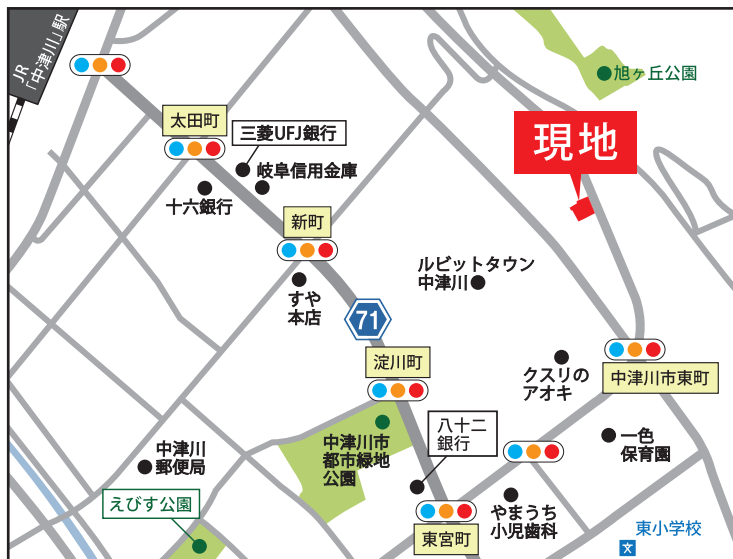 JR
「中津川」駅
旭ヶ丘公園
太田町
三菱UFJ銀行
岐阜信用金庫
十六銀行
現地
新町
ルビットタウン
中津川
すや
本店
71
淀川町
クスリの
アオキ
中津川市東町
中津川市
都市緑地
公園
八十二
銀行
一色
保育園
中津川
郵便局
えびす公園
やまうち
小児歯科
東宮町
東小学校
文